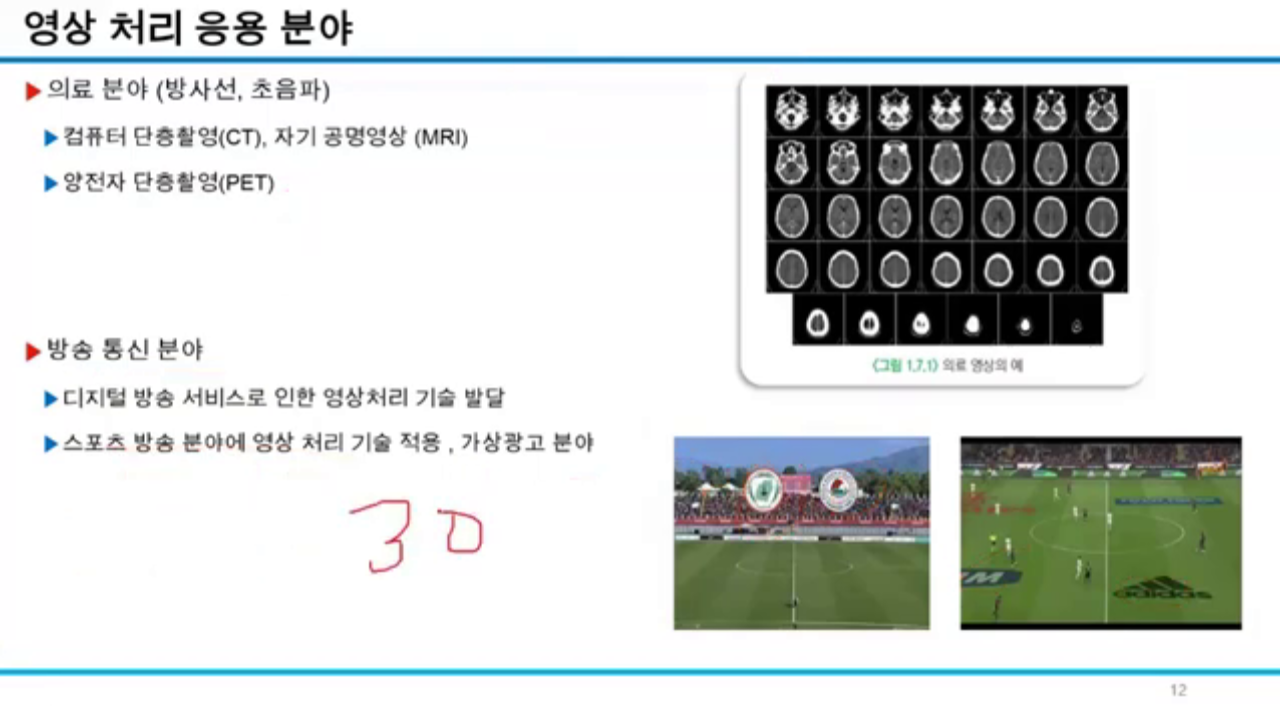 영상 처리 응용 분야
의료 분야 (방사선, 초음파)
컴퓨터 단층촬영(CT), 자기 공명영상 (MRI)
양전자 단층촬영(PET)
<그림 1.7.1> 의료 영상의 예
방송 통신 분야
디지털 방송 서비스로 인한 영상처리 기술 발달
스포츠 방송 분야에 영상 처리 기술 적용 , 가상광고 분야
3D
adidas
12